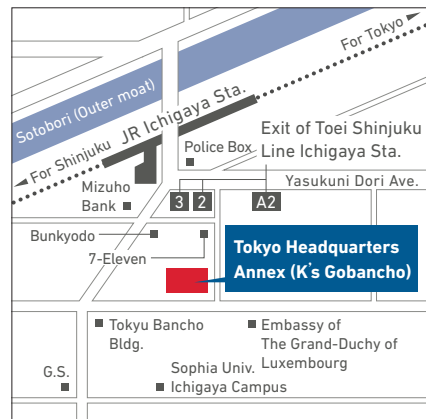 For Tokyo
Sotobori (Outer moat)
JR Ichigaya Sta.
For Shinjuku
Police Box
Exit of Toei Shinjuku
Line Ichigaya Sta.
Mizuho
Bank
Yasukuni Dori Ave.
3
2
A2
Bunkyodo
7-Eleven
Tokyo Headquarters
Annex (K's Gobancho)
Tokyu Bancho
Bldg.
Embassy of
The Grand-Duchy of
Luxembourg
G.S.
Sophia Univ.
Ichigaya Campus